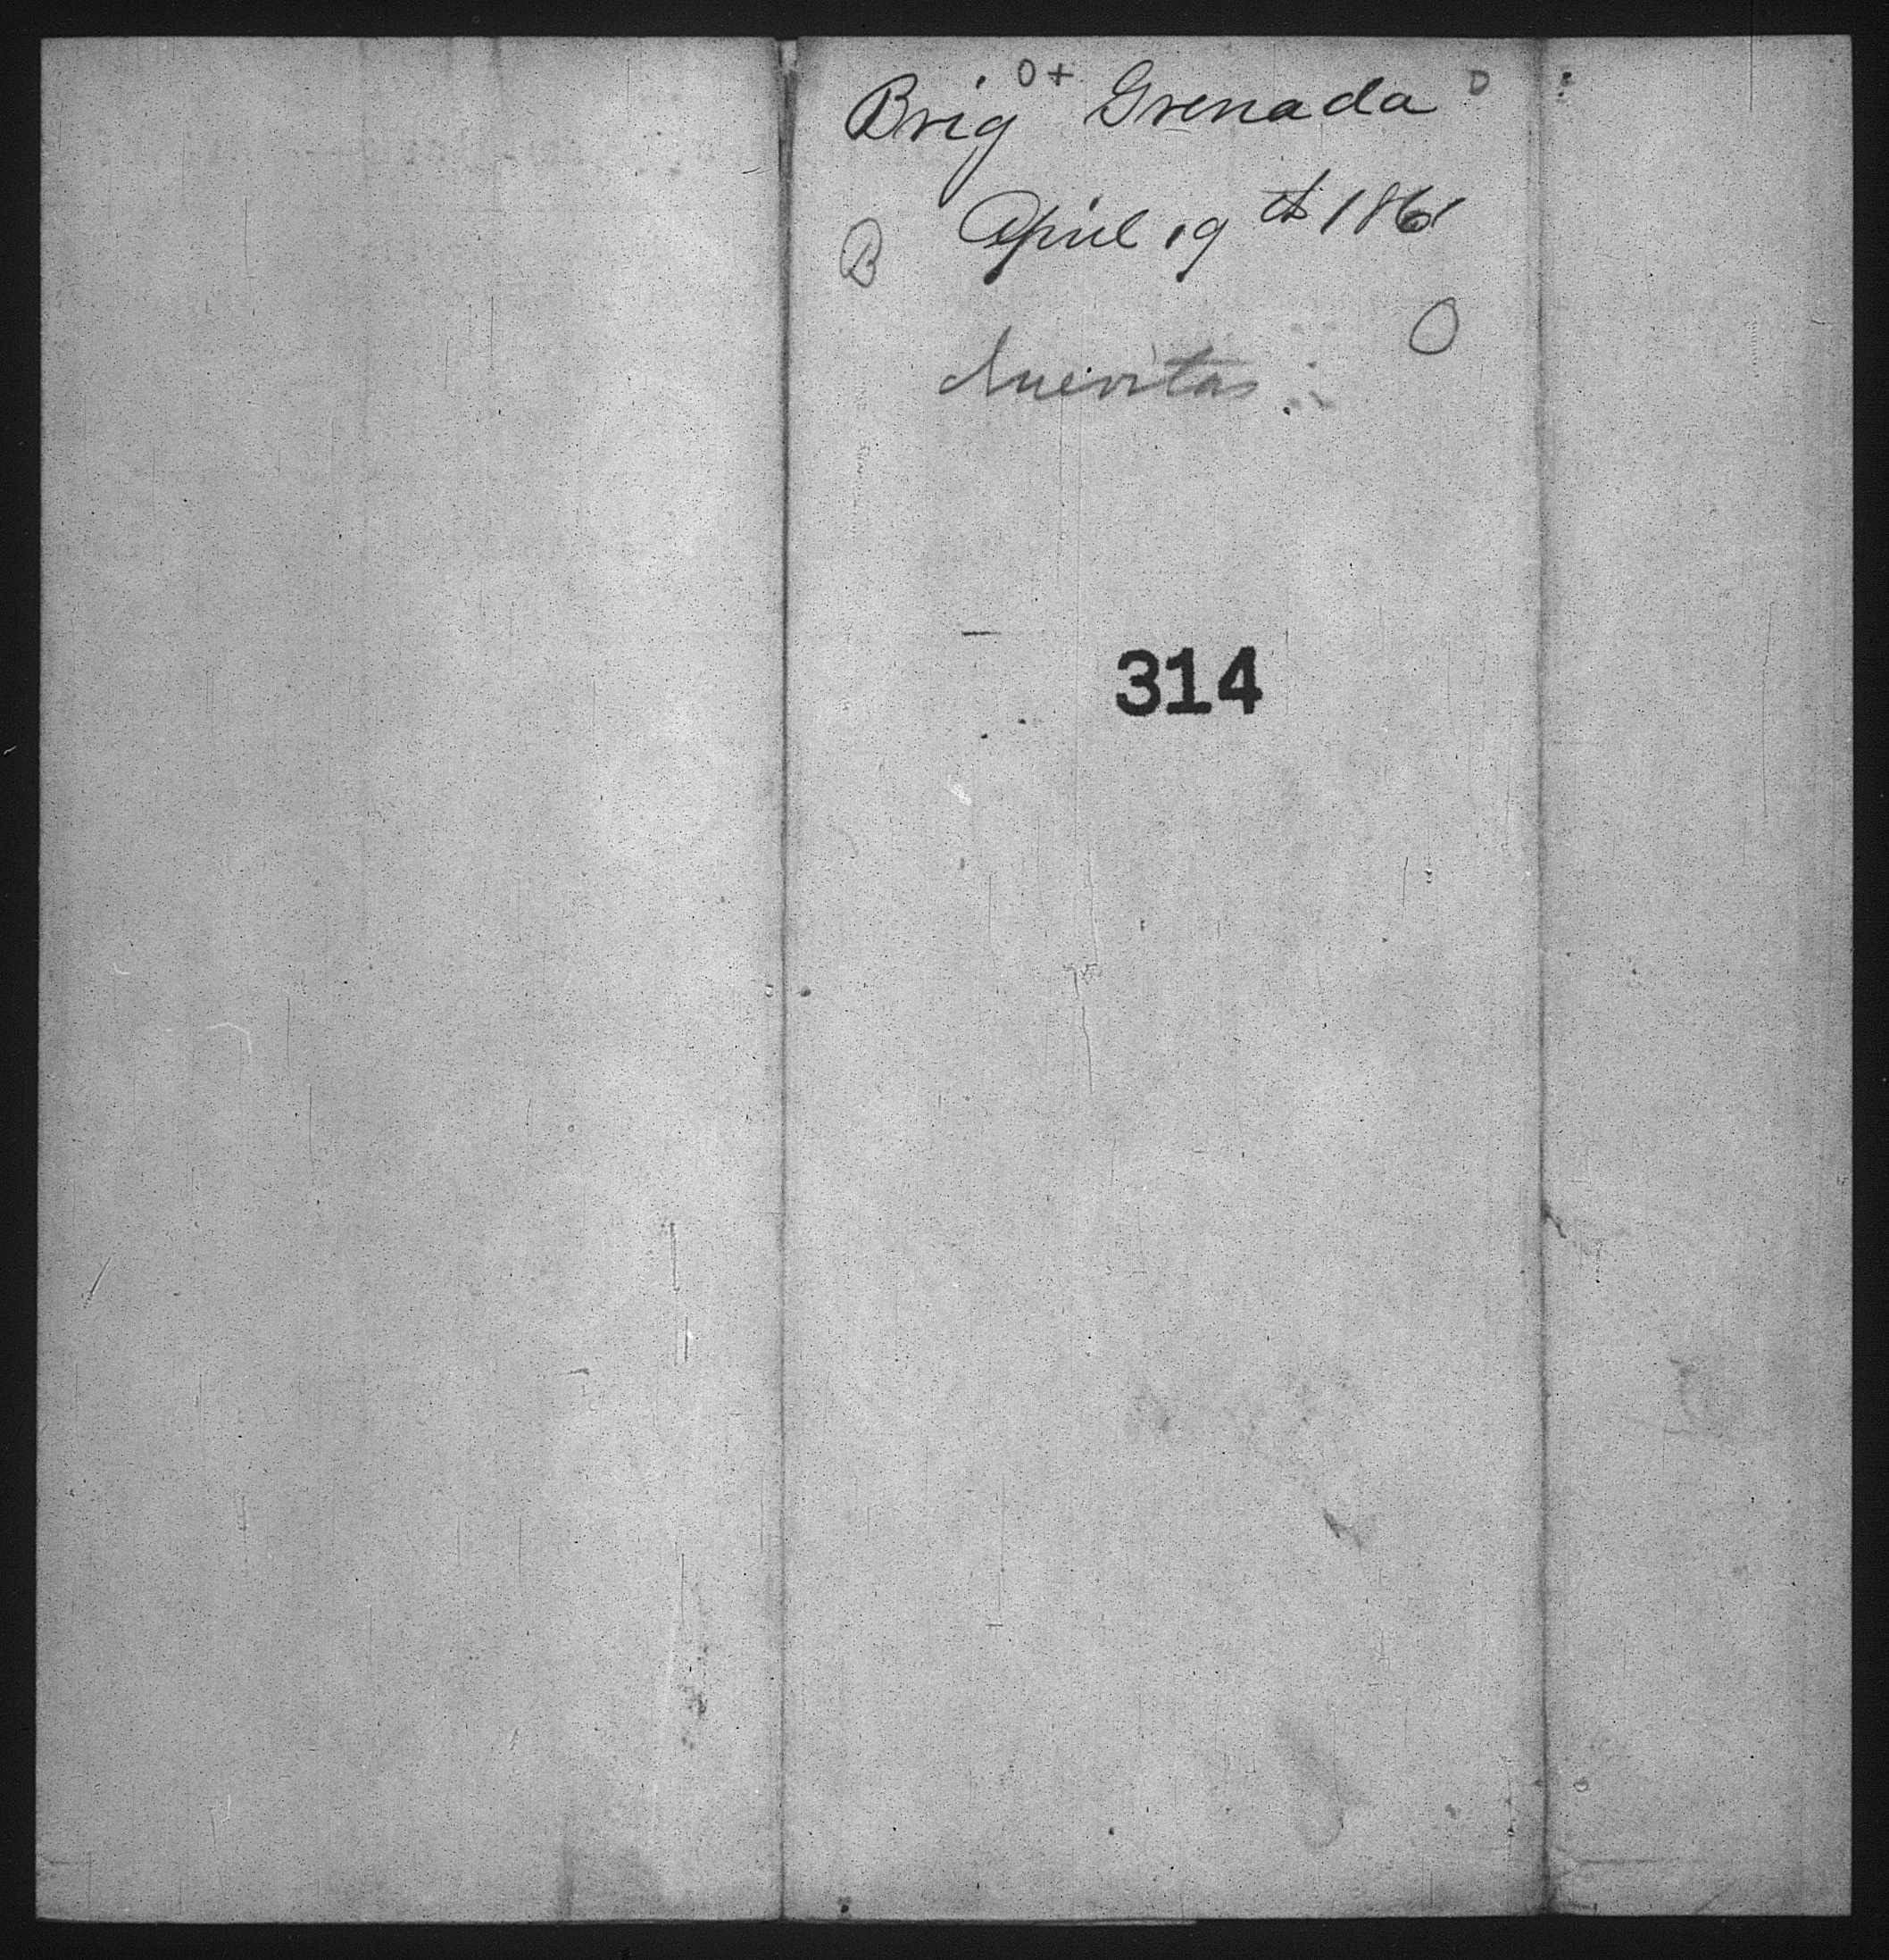 O +
Brig Grenada D
April 19th 1861
B
O
Nuevitas
314